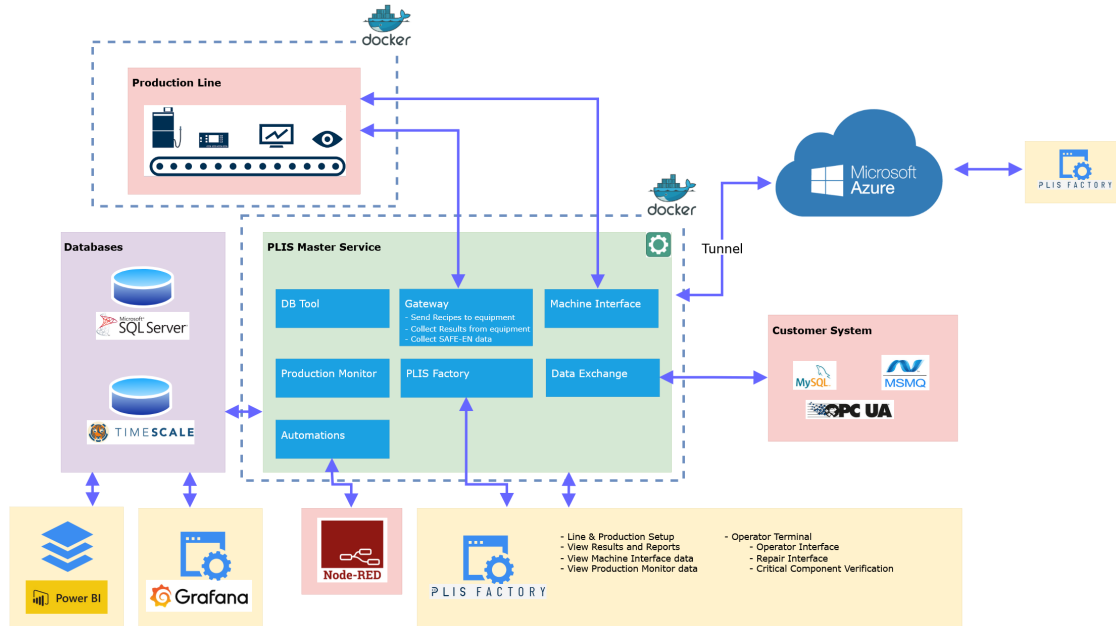 docker
Production Line
docker
Microsoft
Azure
PLIS FACTORY
Tunnel
Databases
Microsoft
SQL Server
TIMESCALE
PLIS Master Service
DB Tool
Gateway
- Send Recipes to equipment
- Collect Results from equipment
- Collect SAFE-EN data
Machine Interface
Production Monitor
PLIS Factory
Data Exchange
Automations
Customer System
MySQL
MSMQ
OPC UA
Power BI
Grafana
Node-RED
PLIS FACTORY
- Line & Production Setup
- View Results and Reports
- View Machine Interface data
- View Production Monitor data
- Operator Terminal
- Operator Interface
- Repair Interface
- Critical Component Verification